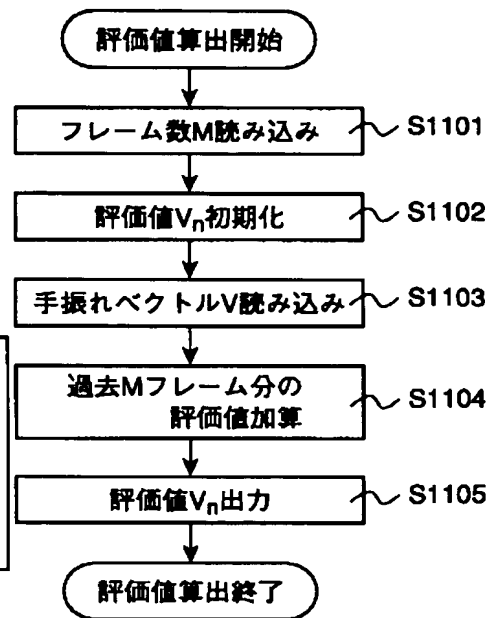 評価値算出開始
フレーム数M読み込み S1101
評価値Vn初期化 S1102
手振れベクトルV読み込み S1103
過去Mフレーム分の
評価値加算 S1104
評価値Vn出力 S1105
評価値算出終了